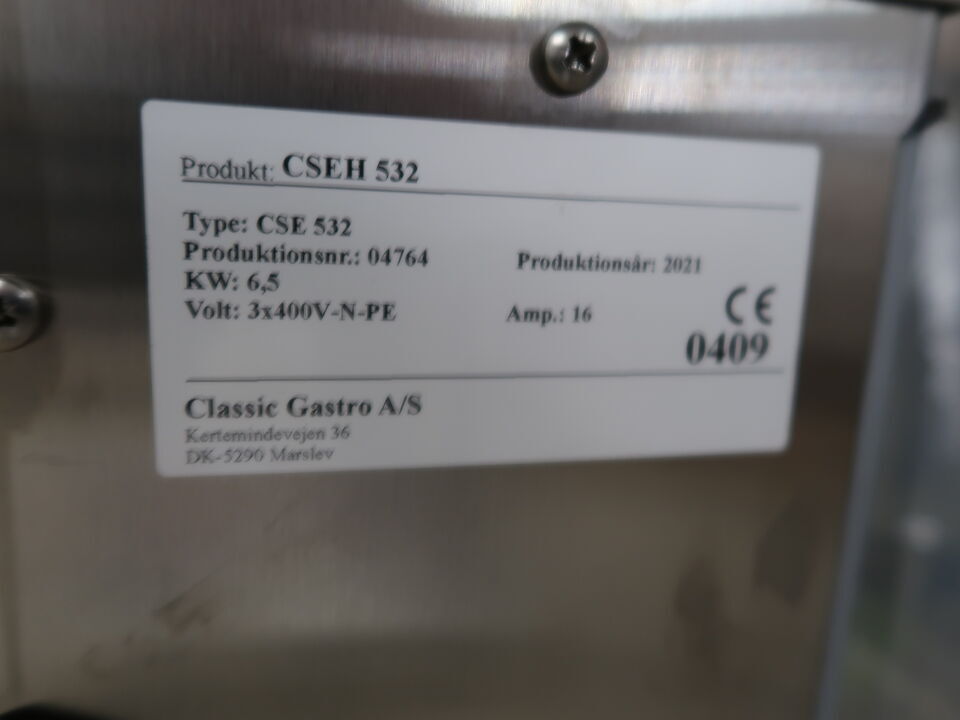 Produkt: CSEH 532
Type: CSE 532
Produktionsnr.: 04764
Produktionsår: 2021
KW: 6,5
Volt: 3x400V-N-PE
Amp.: 16
CE
0409
Classic Gastro A/S
Kertemindevejen 36
DK-5290 Marslev